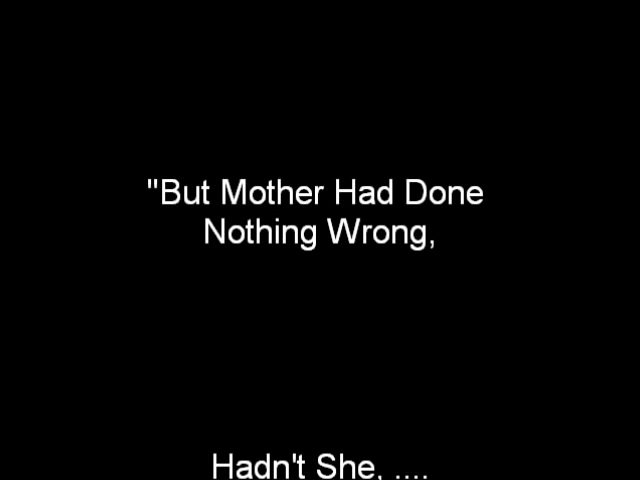 "But Mother Had Done
Nothing Wrong,
Hadn't She, ....